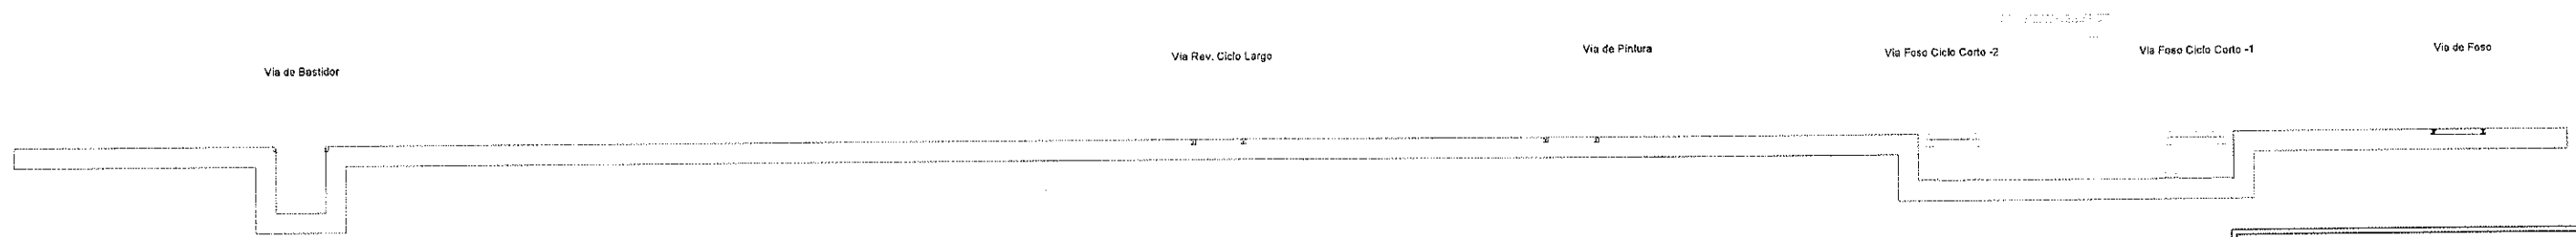 Via de Bastidor
Via Rev. Ciclo Largo
Via de Pintura
Via Foso Ciclo Corto -2
Via Foso Ciclo Corto -1
Via de Foso